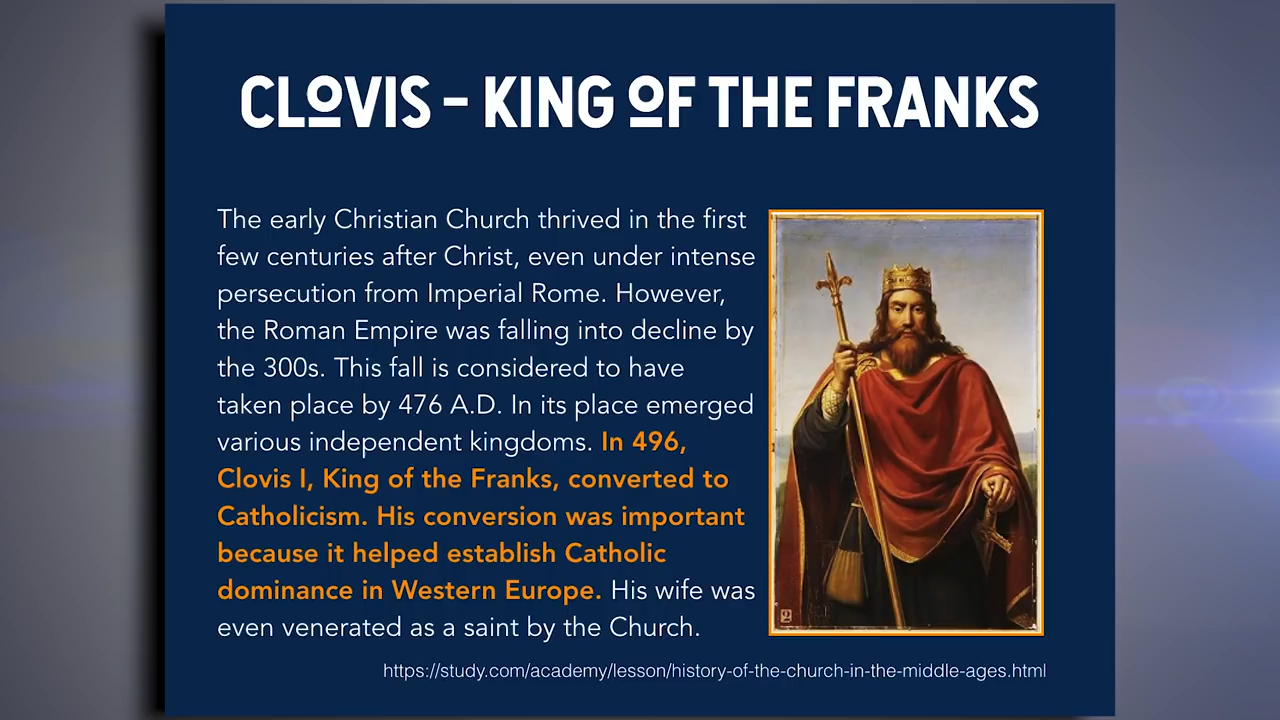 CLOVIS – KING OF THE FRANKS
The early Christian Church thrived in the first
few centuries after Christ, even under intense
persecution from Imperial Rome. However,
the Roman Empire was falling into decline by
the 300s. This fall is considered to have
taken place by 476 A.D. In its place emerged
various independent kingdoms. In 496,
Clovis I, King of the Franks, converted to
Catholicism. His conversion was important
because it helped establish Catholic
dominance in Western Europe. His wife was
even venerated as a saint by the Church.
https://study.com/academy/lesson/history-of-the-church-in-the-middle-ages.html